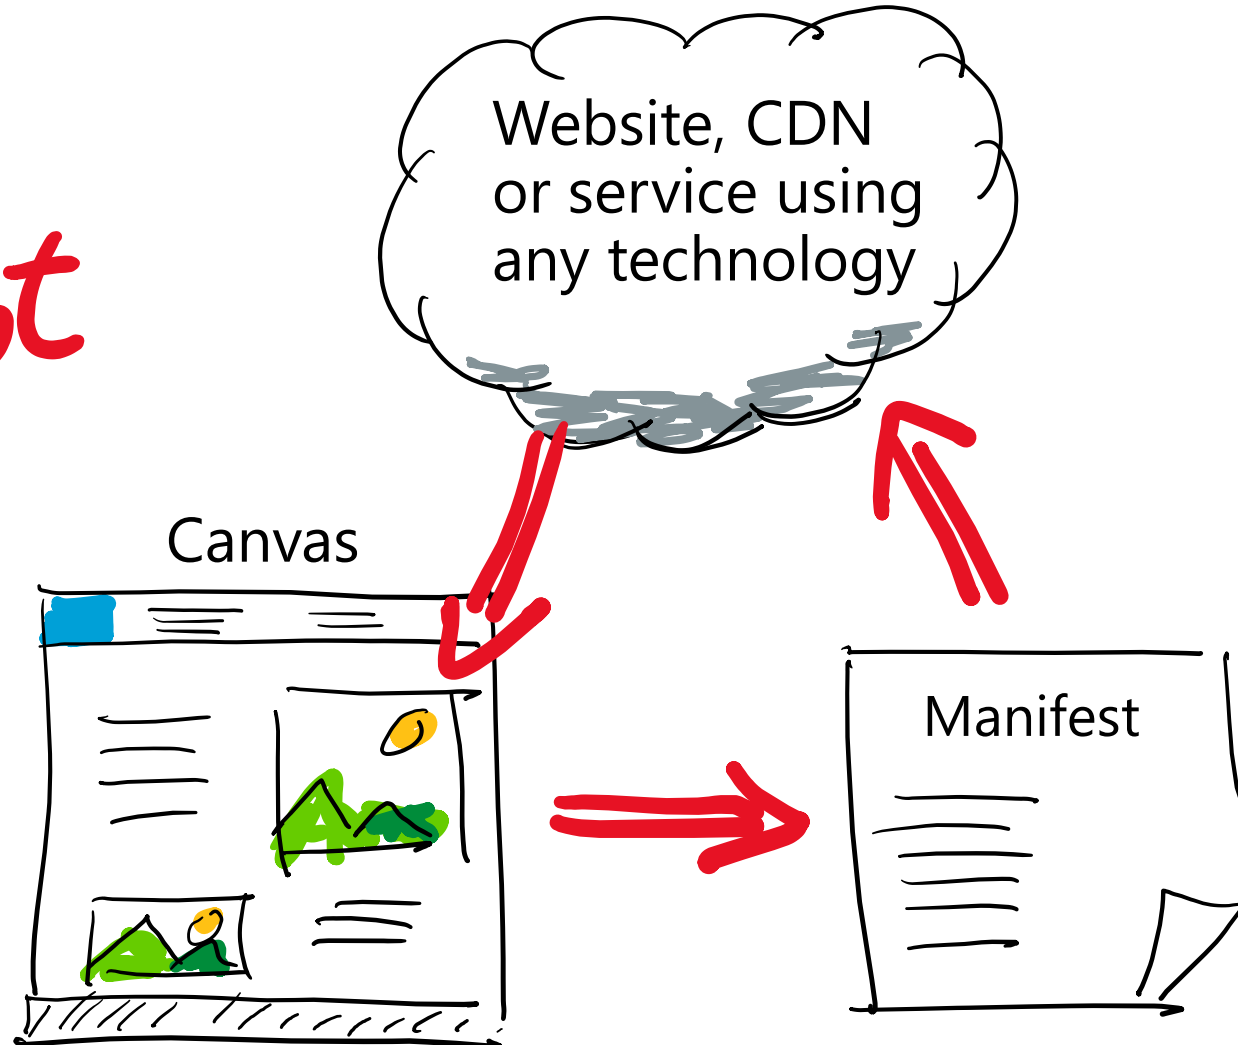 Website, CDN
or service using
any technology
Canvas
Manifest